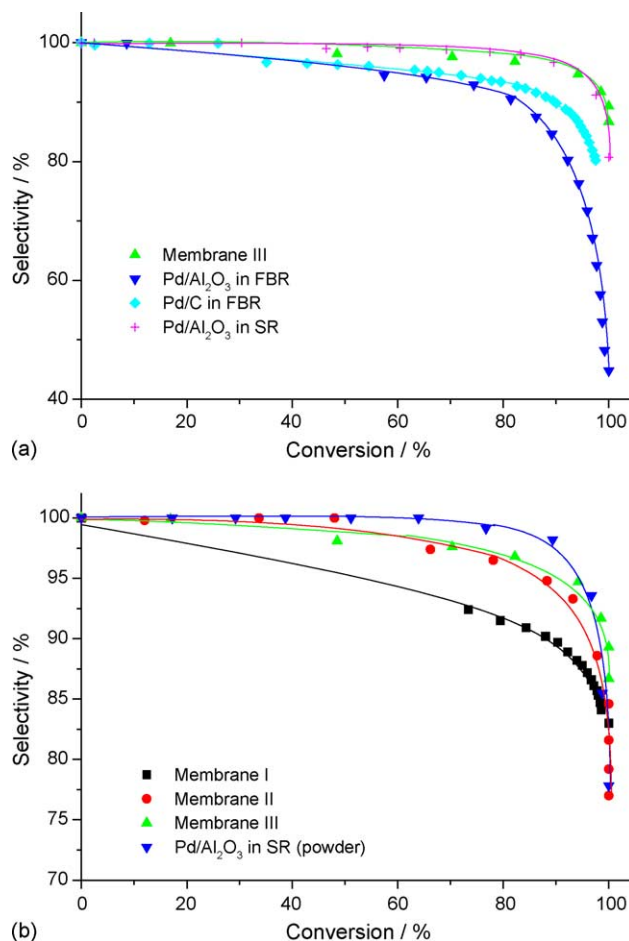 100
80
60
40
Selectivity / %
Membrane III
Pd/Al₂O₃ in FBR
Pd/C in FBR
Pd/Al₂O₃ in SR
0 20 40 60 80 100
(a) Conversion / %
100
95
90
85
80
75
70
Selectivity / %
Membrane I
Membrane II
Membrane III
Pd/Al₂O₃ in SR (powder)
0 20 40 60 80 100
(b) Conversion / %